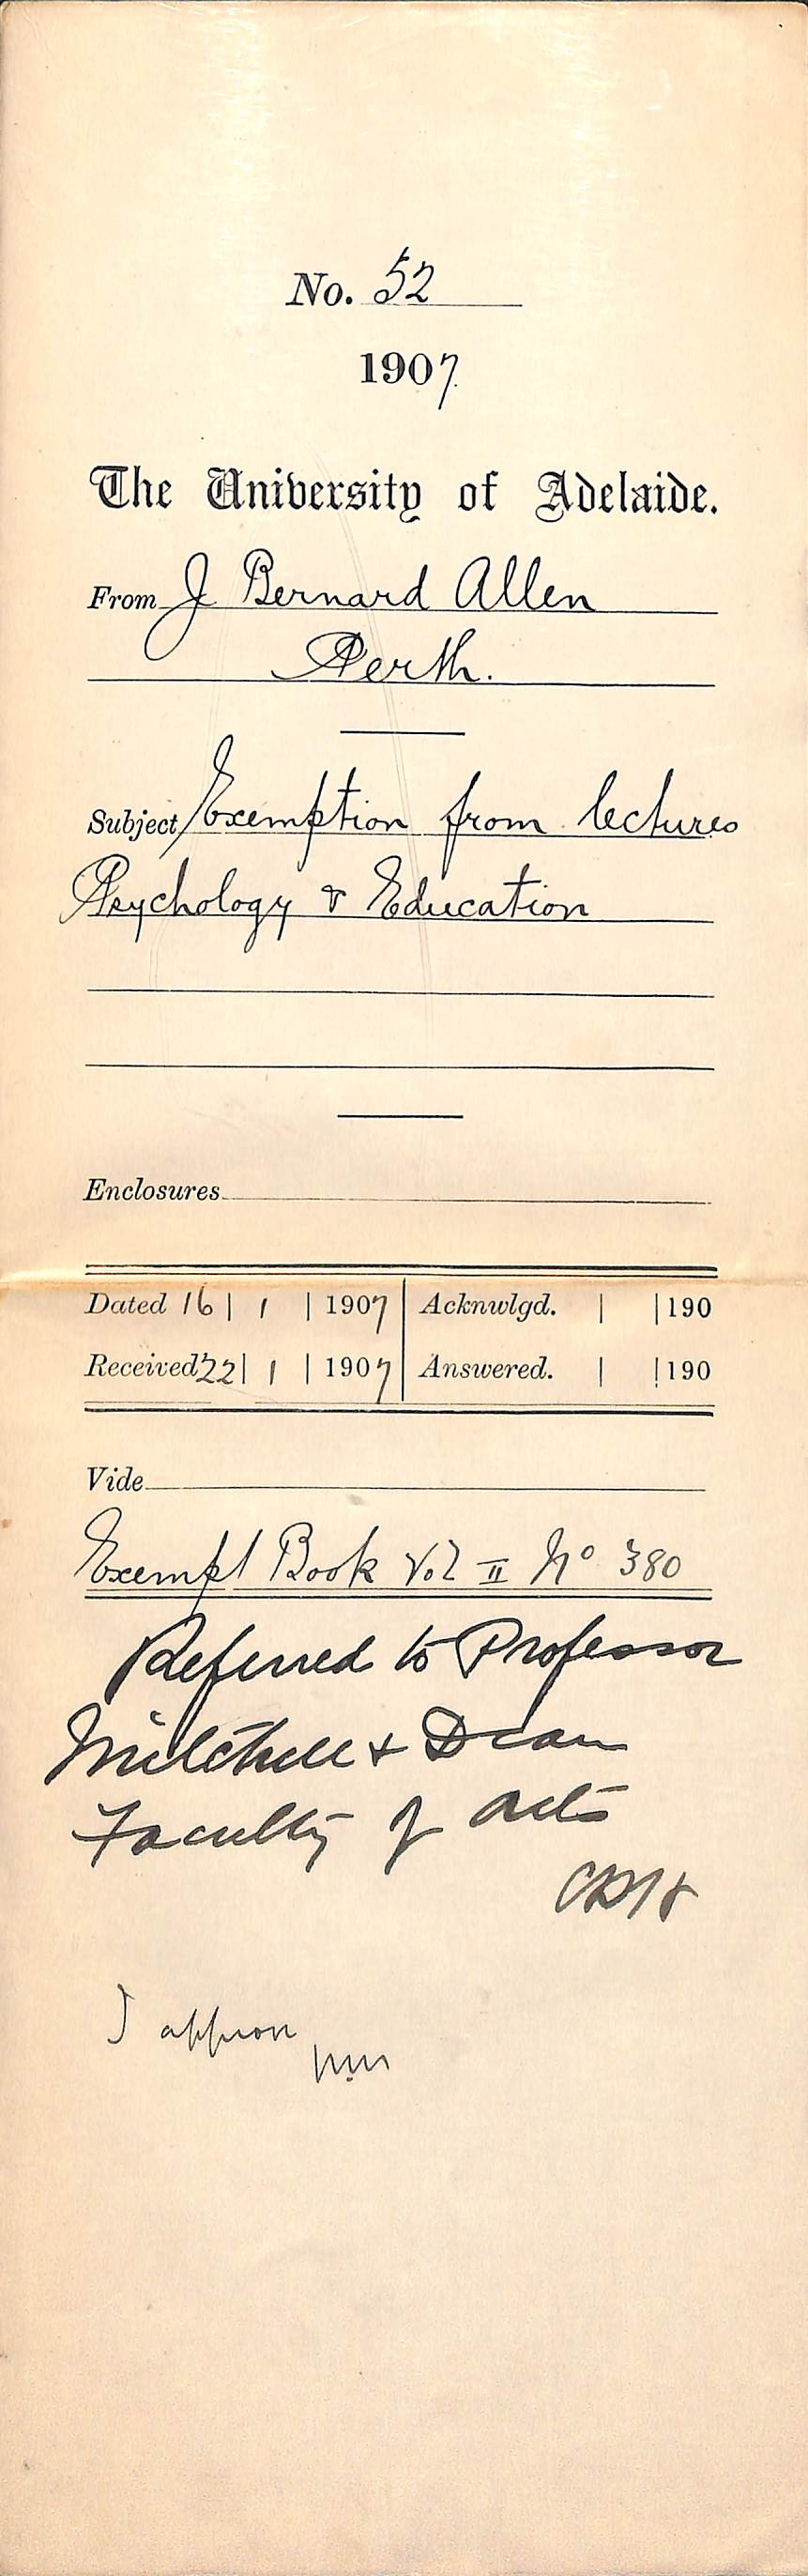 No. 52
1907
The University of Adelaide.
From J Bernard Allen
Perth.
Subject Exemption from lectures
Psychology & Education
Enclosures
Dated 16 | 1 | 1907 | Acknwlgd. | | 190
Received 22 | 1 | 1907 | Answered. | | 190
Vide
Exempt Book Vol II No 380
Referred to Professor
Mitchell & Dean
Faculty of Arts
I approve